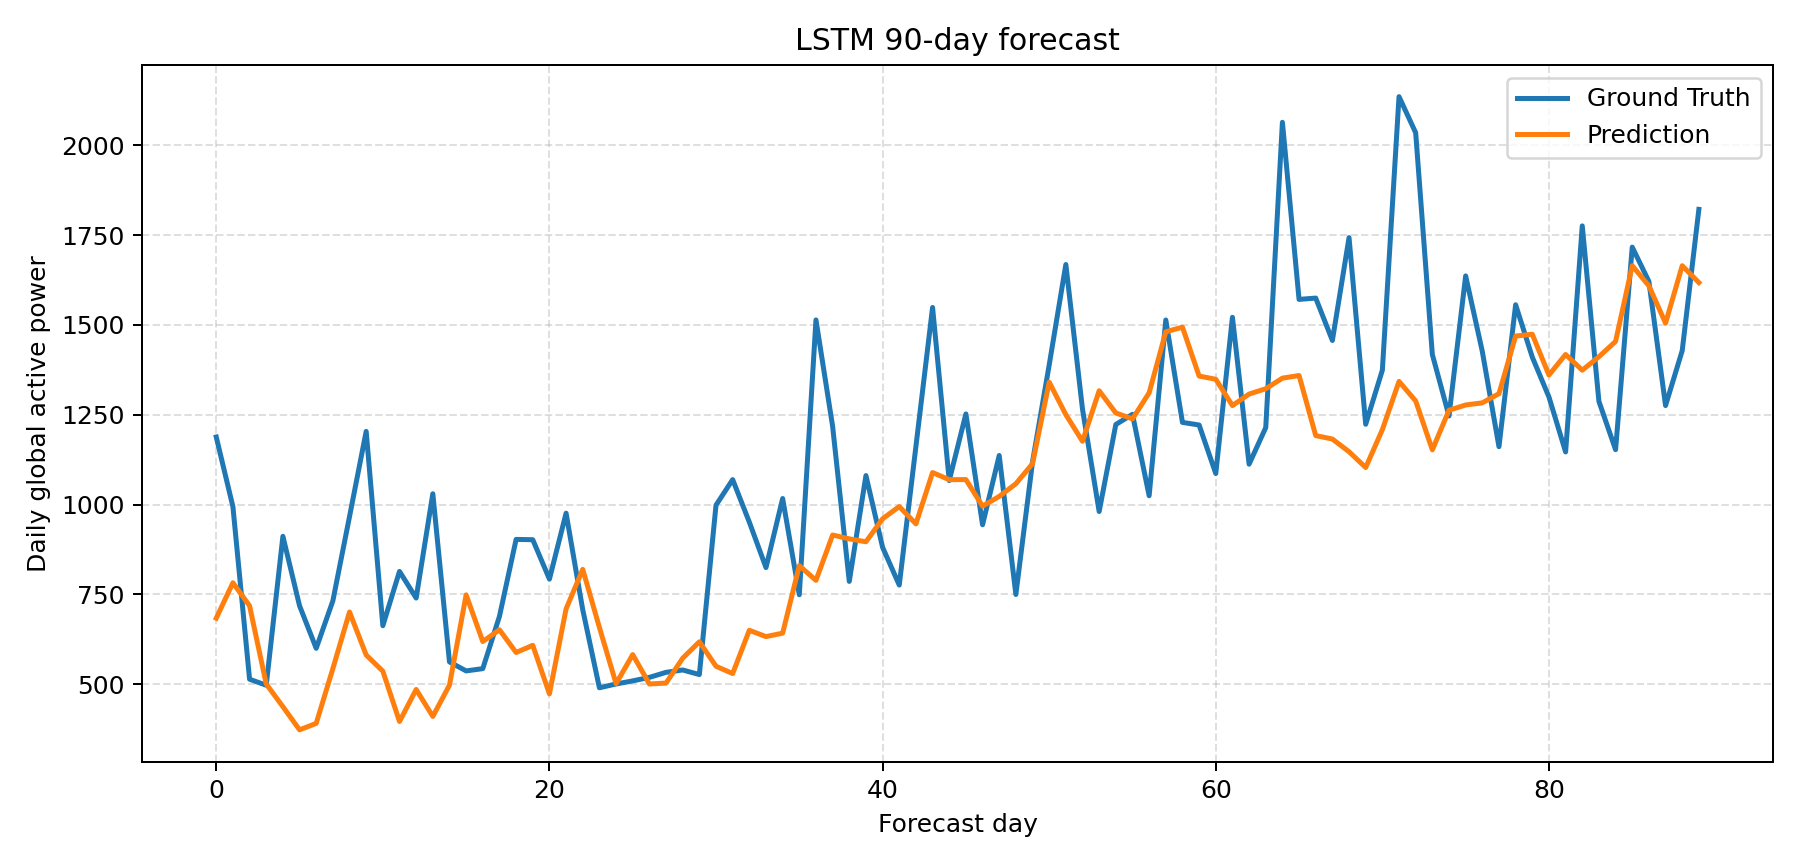 LSTM 90-day forecast
Ground Truth
Prediction
Daily global active power
2000
1750
1500
1250
1000
750
500
0 20 40 60 80
Forecast day